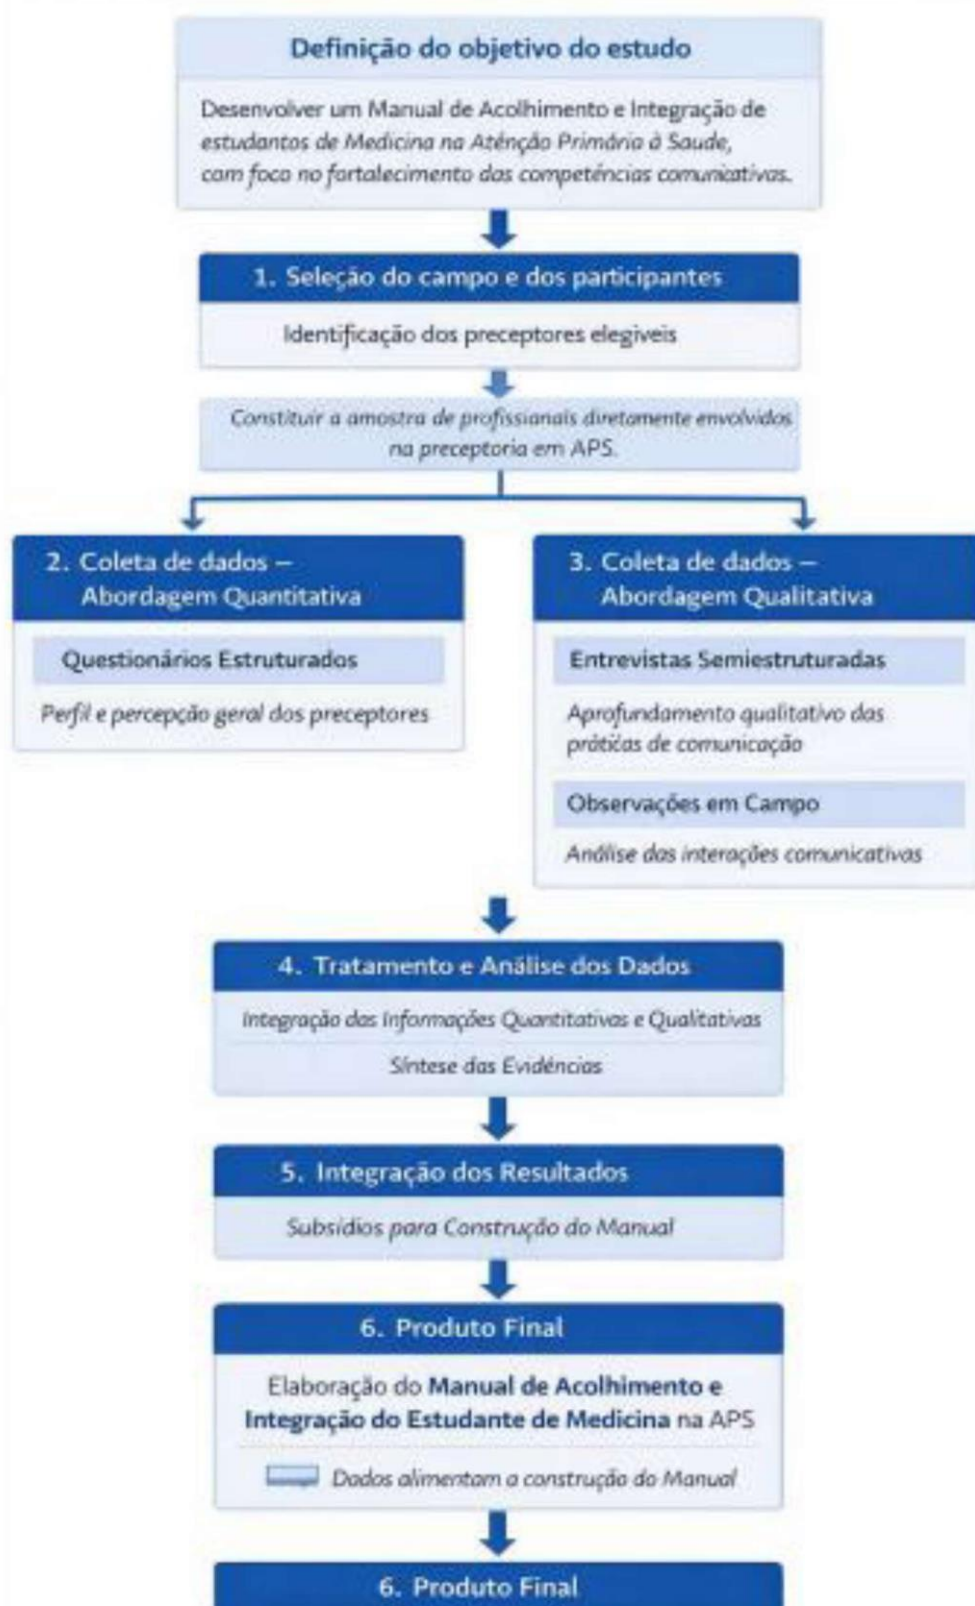 Definição do objetivo do estudo
Desenvolver um Manual de Acolhimento e Integração de
estudantos de Medicina na Aténção Primária à Saude,
com foco no fortalecimento das competéncias comunicativas.
1. Seleção do campo e dos participantes
Identificação dos preceptores elegiveis
Constituir a amostra de profissianais diretamente envolvidos
na preceptoria em APS.
2. Coleta de dados –
Abordagem Quantitativa
Questionários Estruturados
Perfil e percepção geral dos preceptores
3. Coleta de dados –
Abordagem Qualitativa
Entrevistas Semiestruturadas
Aprofundamento qualitativo das
práticas de comunicação
Observações em Campo
Análise das interações comunicativas
4. Tratamento e Análise dos Dados
Integração das Informações Quantitativas e Qualitativas
Síntese das Evidéncias
5. Integração dos Resultados
Subsídios para Construção do Manual
6. Produto Final
Elaboração do Manual de Acolhimento e
Integração do Estudante de Medicina na APS
Dados alimentam a construção do Manual
6. Produto Final